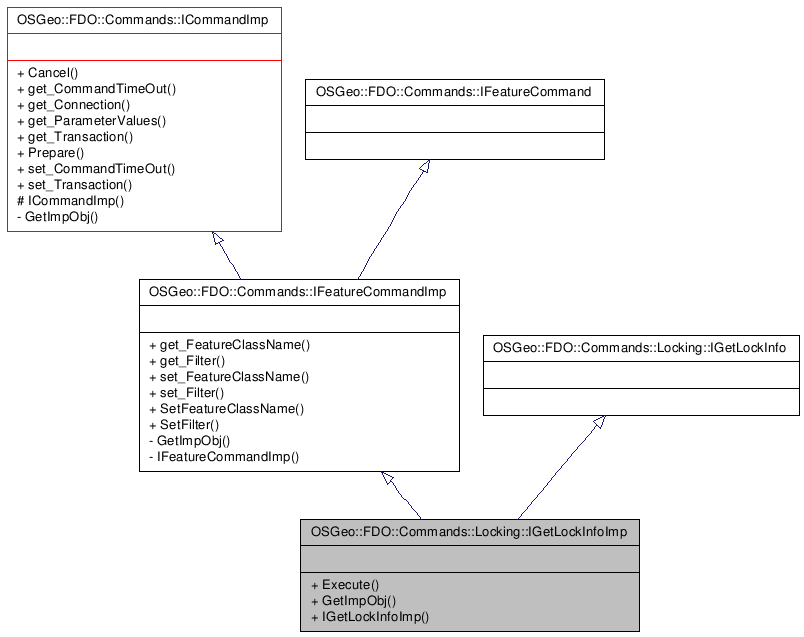 OSGeo::FDO::Commands::ICommandImp
+ Cancel()
+ get_CommandTimeOut()
+ get_Connection()
+ get_ParameterValues()
+ get_Transaction()
+ Prepare()
+ set_CommandTimeOut()
+ set_Transaction()
# ICommandImp()
- GetImpObj()
OSGeo::FDO::Commands::IFeatureCommand
OSGeo::FDO::Commands::IFeatureCommandImp
+ get_FeatureClassName()
+ get_Filter()
+ set_FeatureClassName()
+ set_Filter()
+ SetFeatureClassName()
+ SetFilter()
- GetImpObj()
- IFeatureCommandImp()
OSGeo::FDO::Commands::Locking::IGetLockInfo
OSGeo::FDO::Commands::Locking::IGetLockInfoImp
+ Execute()
+ GetImpObj()
+ IGetLockInfoImp()